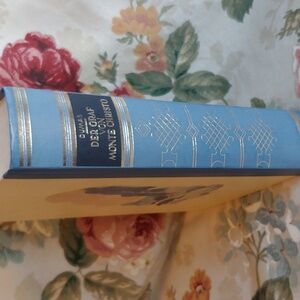 DUMAS
DER GRAF
VON
MONTE CHRISTO